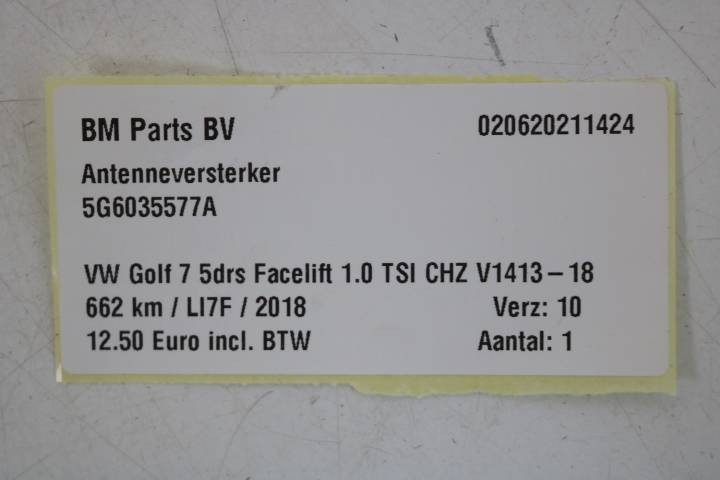 BM Parts BV 020620211424
Antenneversterker
5G6035577A
VW Golf 7 5drs Facelift 1.0 TSI CHZ V1413-18
662 km / LI7F / 2018 Verz: 10
12.50 Euro incl. BTW Aantal: 1